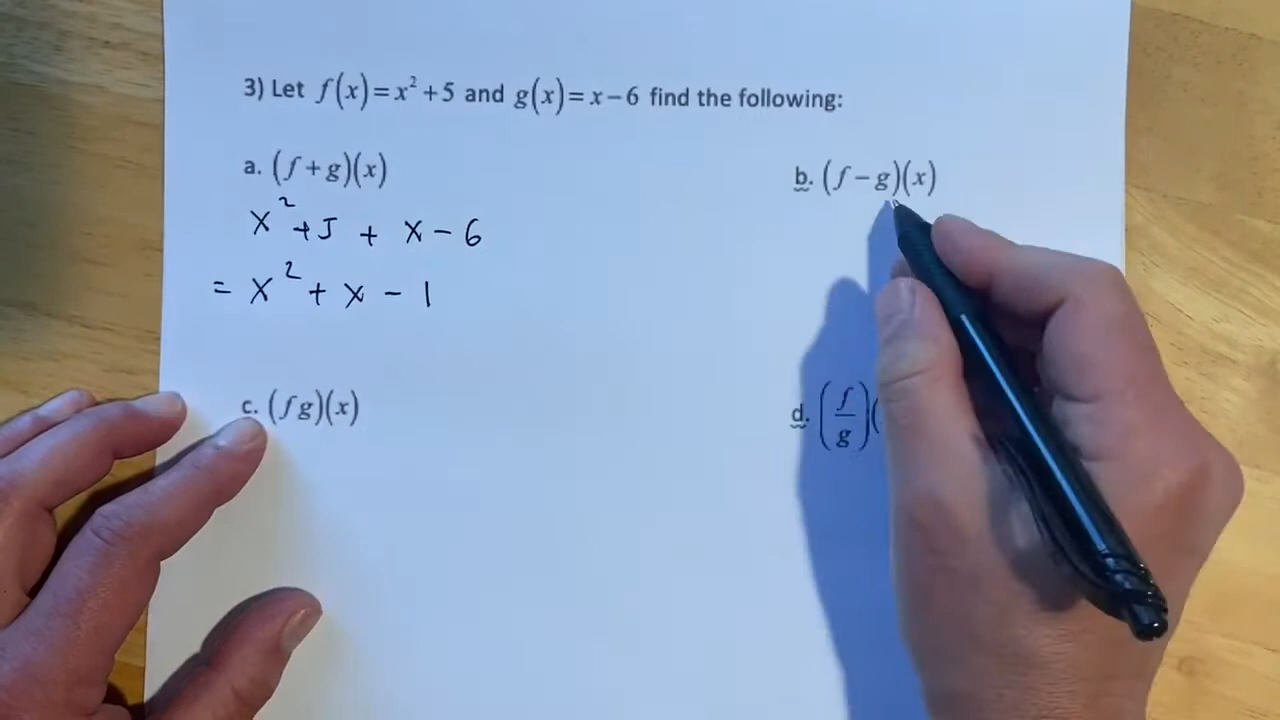 3) Let f(x)=x²+5 and g(x)=x-6 find the following:
a. (f+g)(x)
b. (f-g)(x)
x²+5 + x-6
= x² + x - 1
c. (fg)(x)
d. (f/g)(